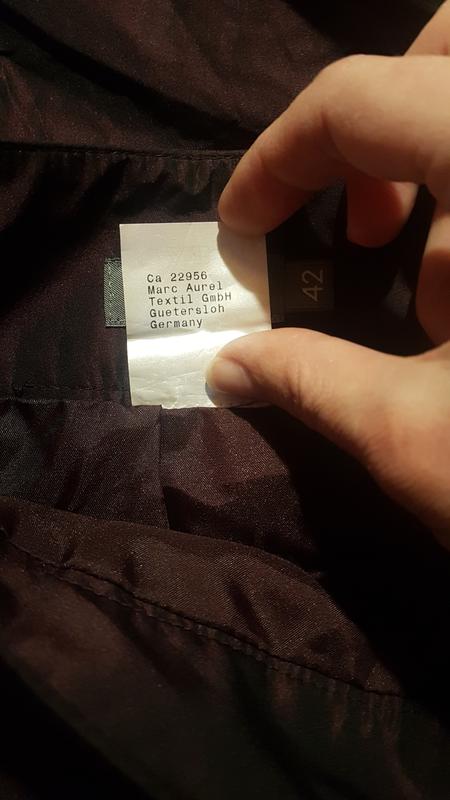 Ca 22956
Marc Aurel
Textil GmbH
Guetersloh
Germany
42